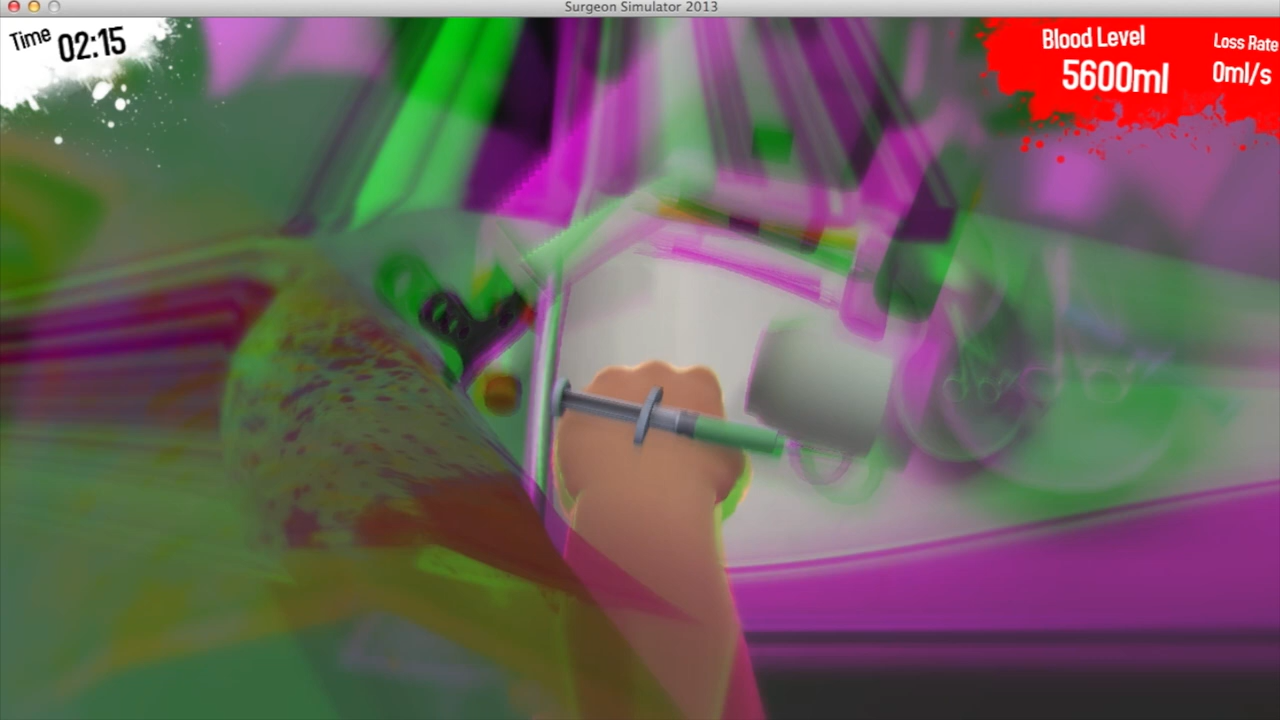 Surgeon Simulator 2013
Time 02:15
Blood Level
5600ml
Loss Rate
0ml/s